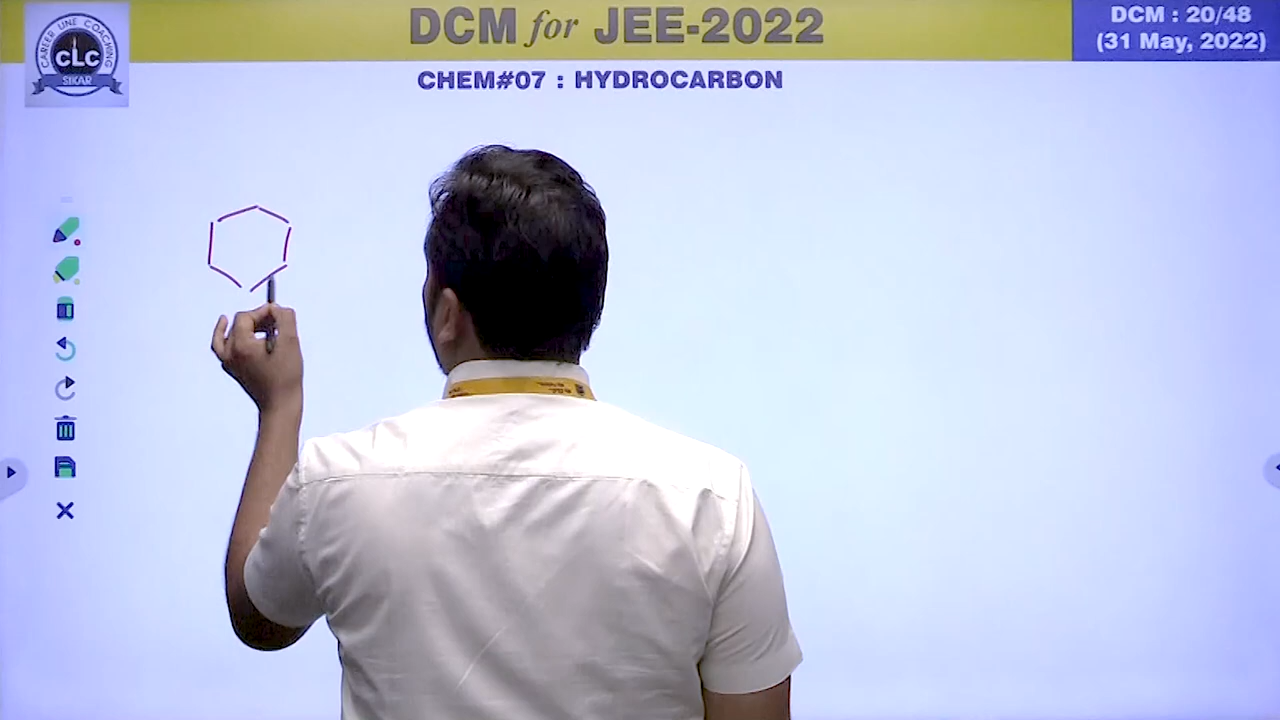 DCM for JEE-2022
DCM : 20/48
(31 May, 2022)
CAREER LINE COACHING
CLC
SIKAR
CHEM#07 : HYDROCARBON